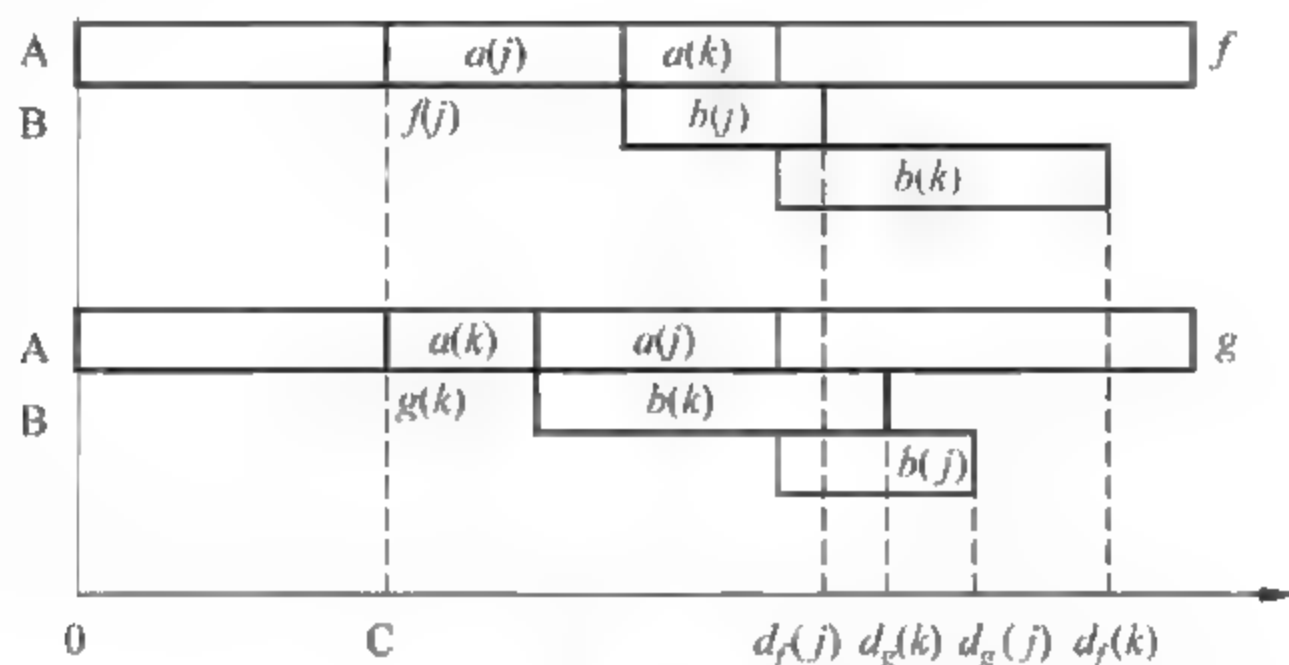 A a(j) a(k) f
B f(j) b(j)
b(k)
A a(k) a(j) g
B g(k) b(k)
b(j)
0 C d_f(j) d_g(k) d_g(j) d_f(k)